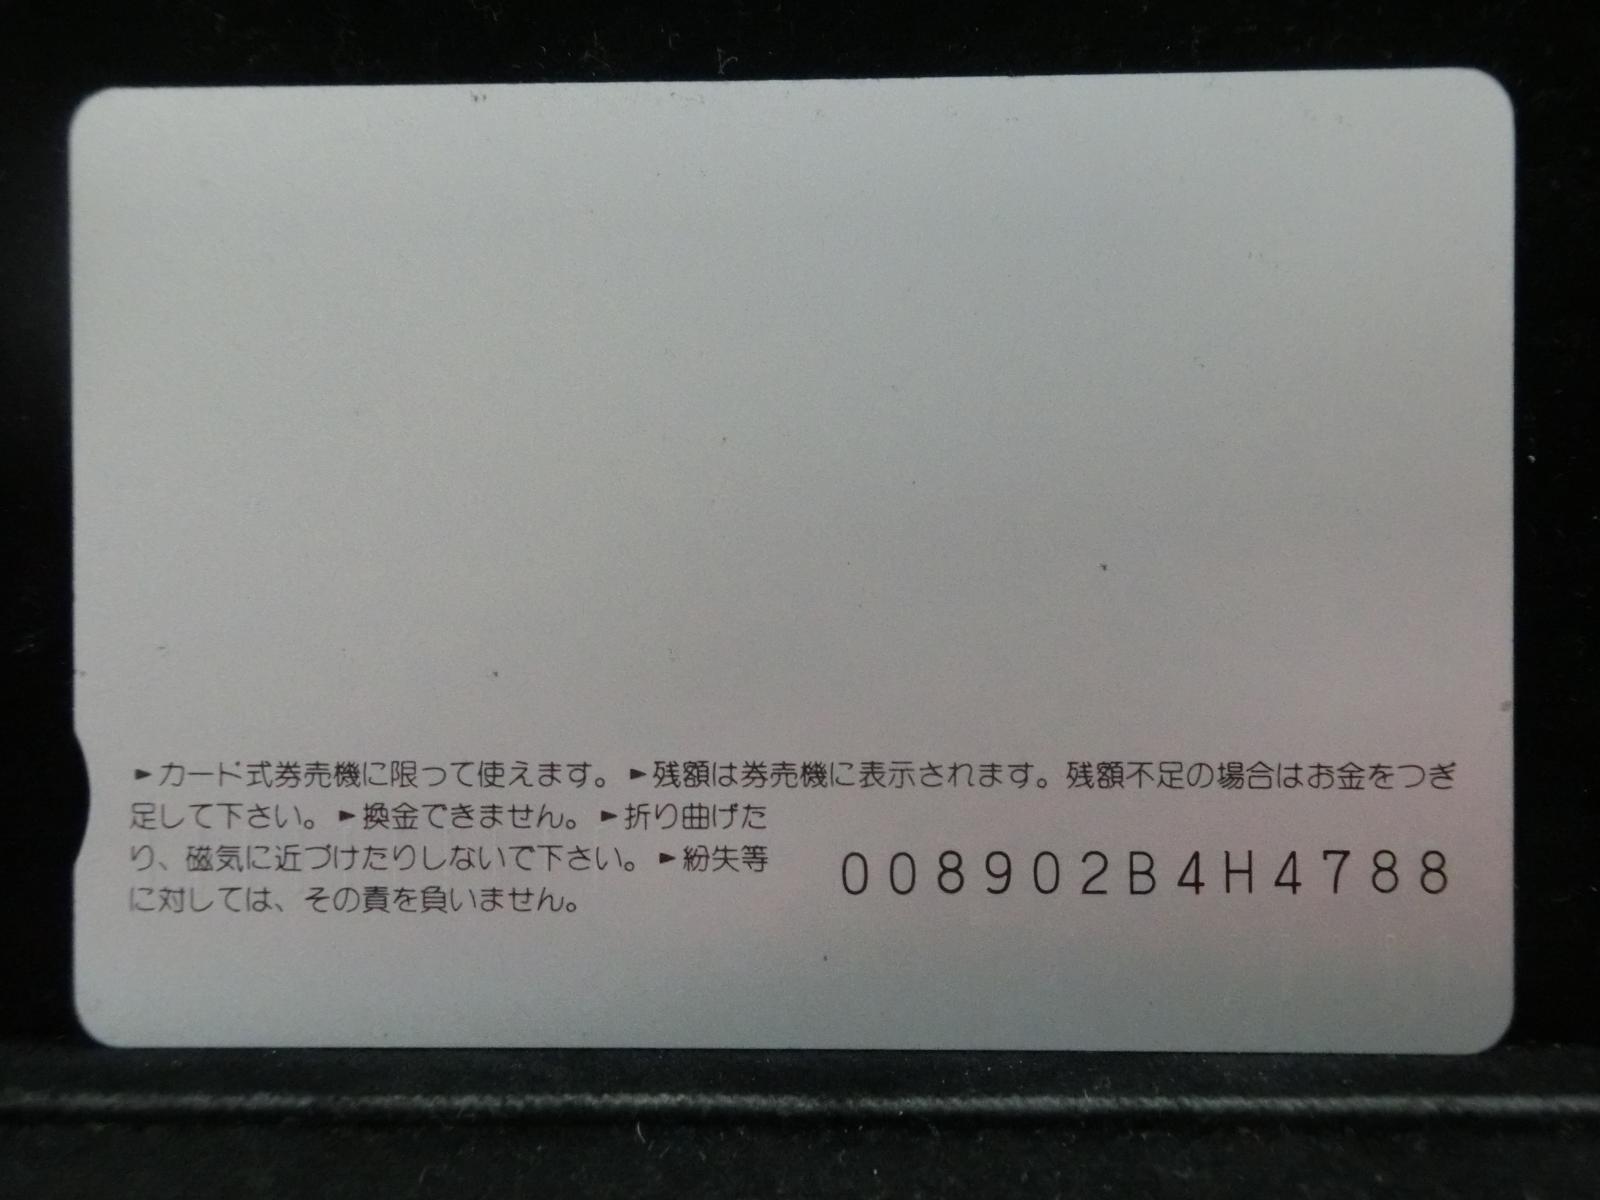 ►カード式券売機に限って使えます。►残額は券売機に表示されます。残額不足の場合はお金をつぎ
足して下さい。►換金できません。►折り曲げた
り、磁気に近づけたりしないで下さい。►紛失等
に対しては、その責を負いません。
008902B4H4788